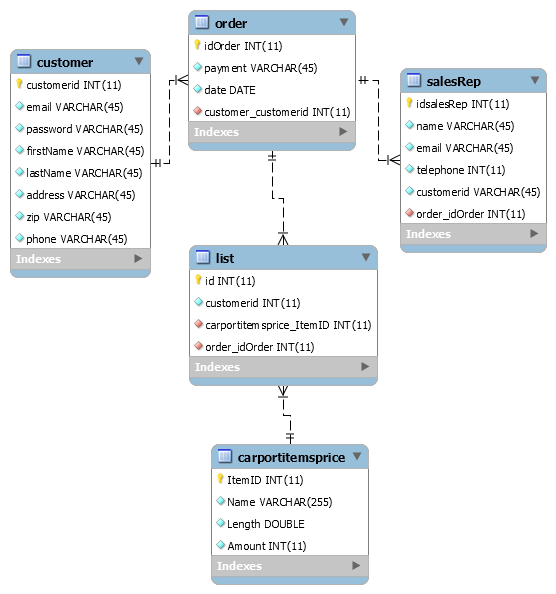 order
idOrder INT(11)
payment VARCHAR(45)
date DATE
customer_customerid INT(11)
Indexes
customer
customerid INT(11)
email VARCHAR(45)
password VARCHAR(45)
firstName VARCHAR(45)
lastName VARCHAR(45)
address VARCHAR(45)
zip VARCHAR(45)
phone VARCHAR(45)
Indexes
salesRep
idsalesRep INT(11)
name VARCHAR(45)
email VARCHAR(45)
telephone INT(11)
customerid VARCHAR(45)
order_idOrder INT(11)
Indexes
list
id INT(11)
customerid INT(11)
carportitemsprice_ItemID INT(11)
order_idOrder INT(11)
Indexes
carportitemsprice
ItemID INT(11)
Name VARCHAR(255)
Length DOUBLE
Amount INT(11)
Indexes